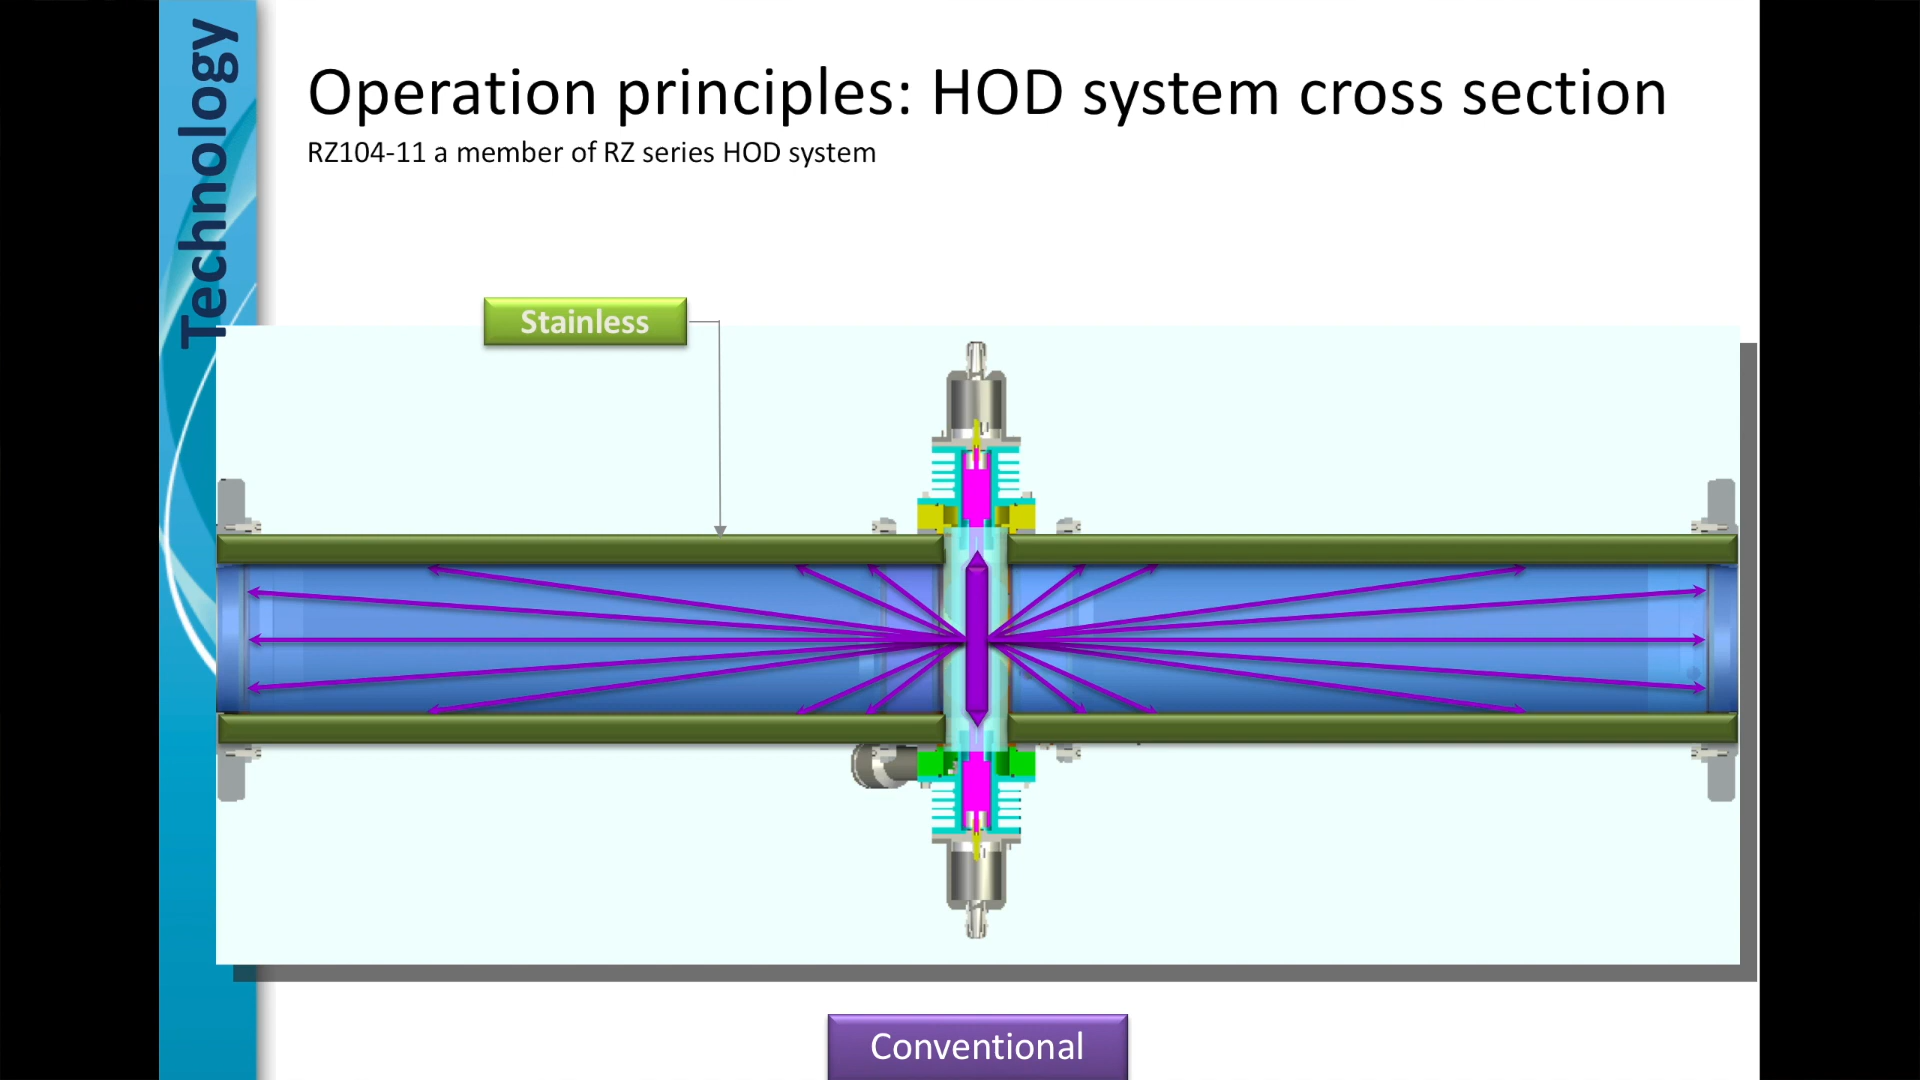 Technology
Operation principles: HOD system cross section
RZ104-11 a member of RZ series HOD system
Stainless
Conventional